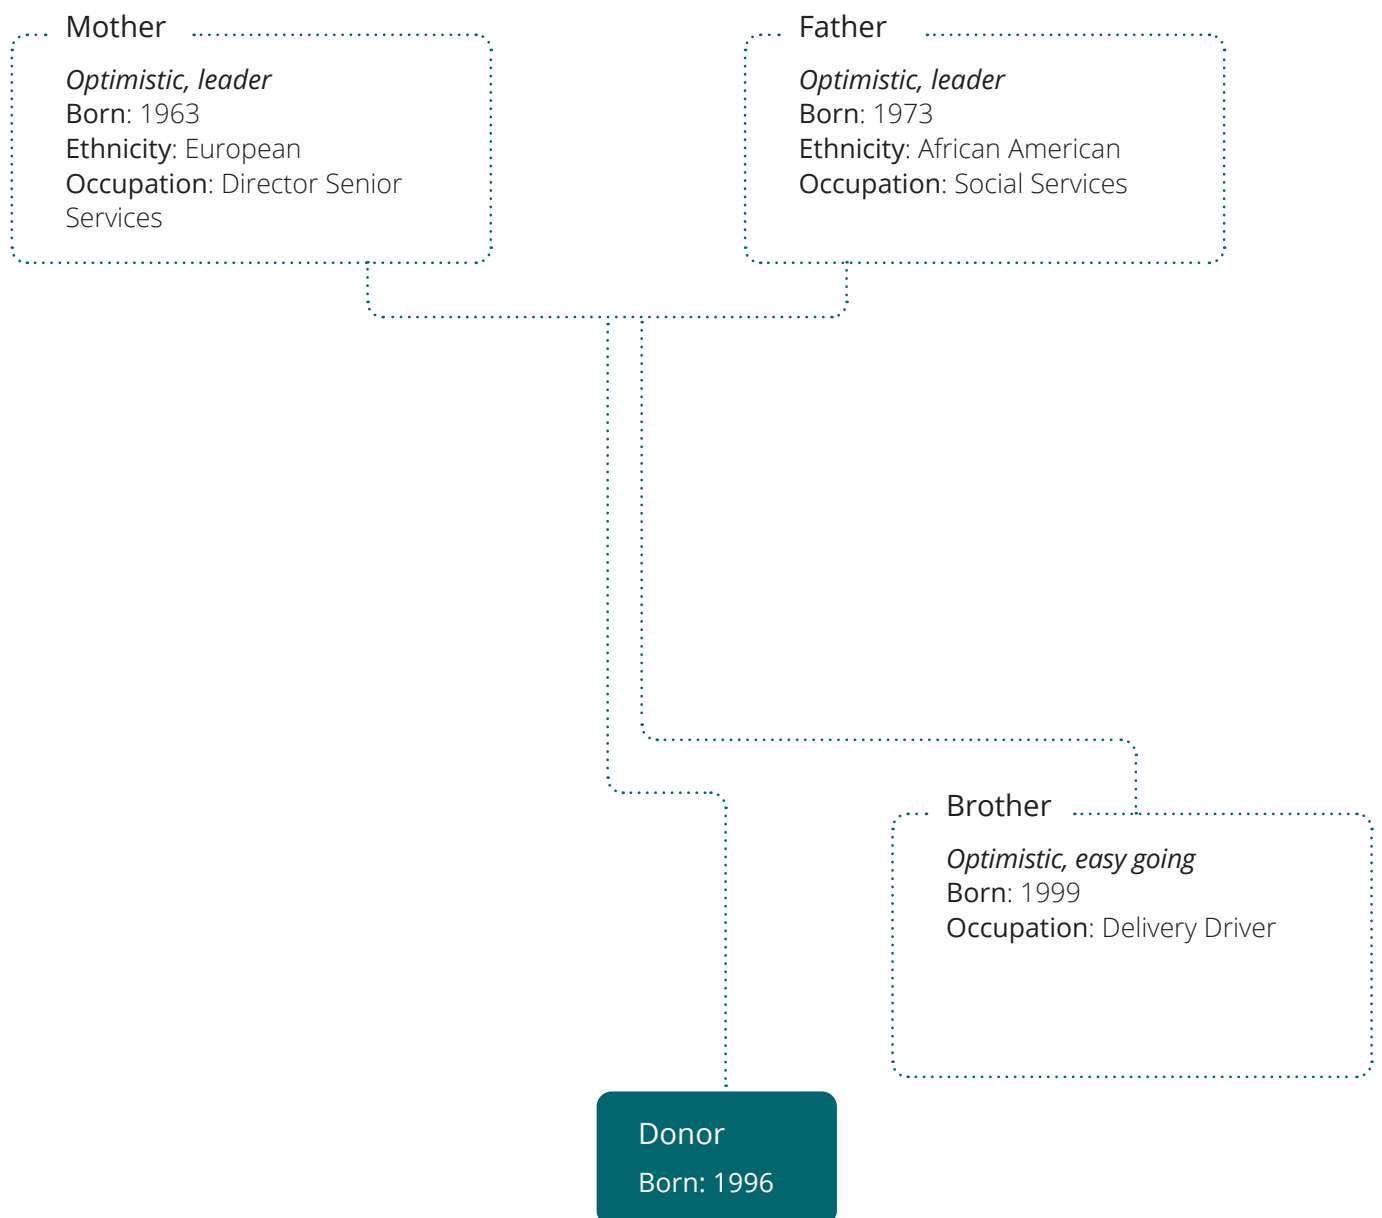 Mother
Optimistic, leader
Born: 1963
Ethnicity: European
Occupation: Director Senior
Services
Father
Optimistic, leader
Born: 1973
Ethnicity: African American
Occupation: Social Services
Brother
Optimistic, easy going
Born: 1999
Occupation: Delivery Driver
Donor
Born: 1996